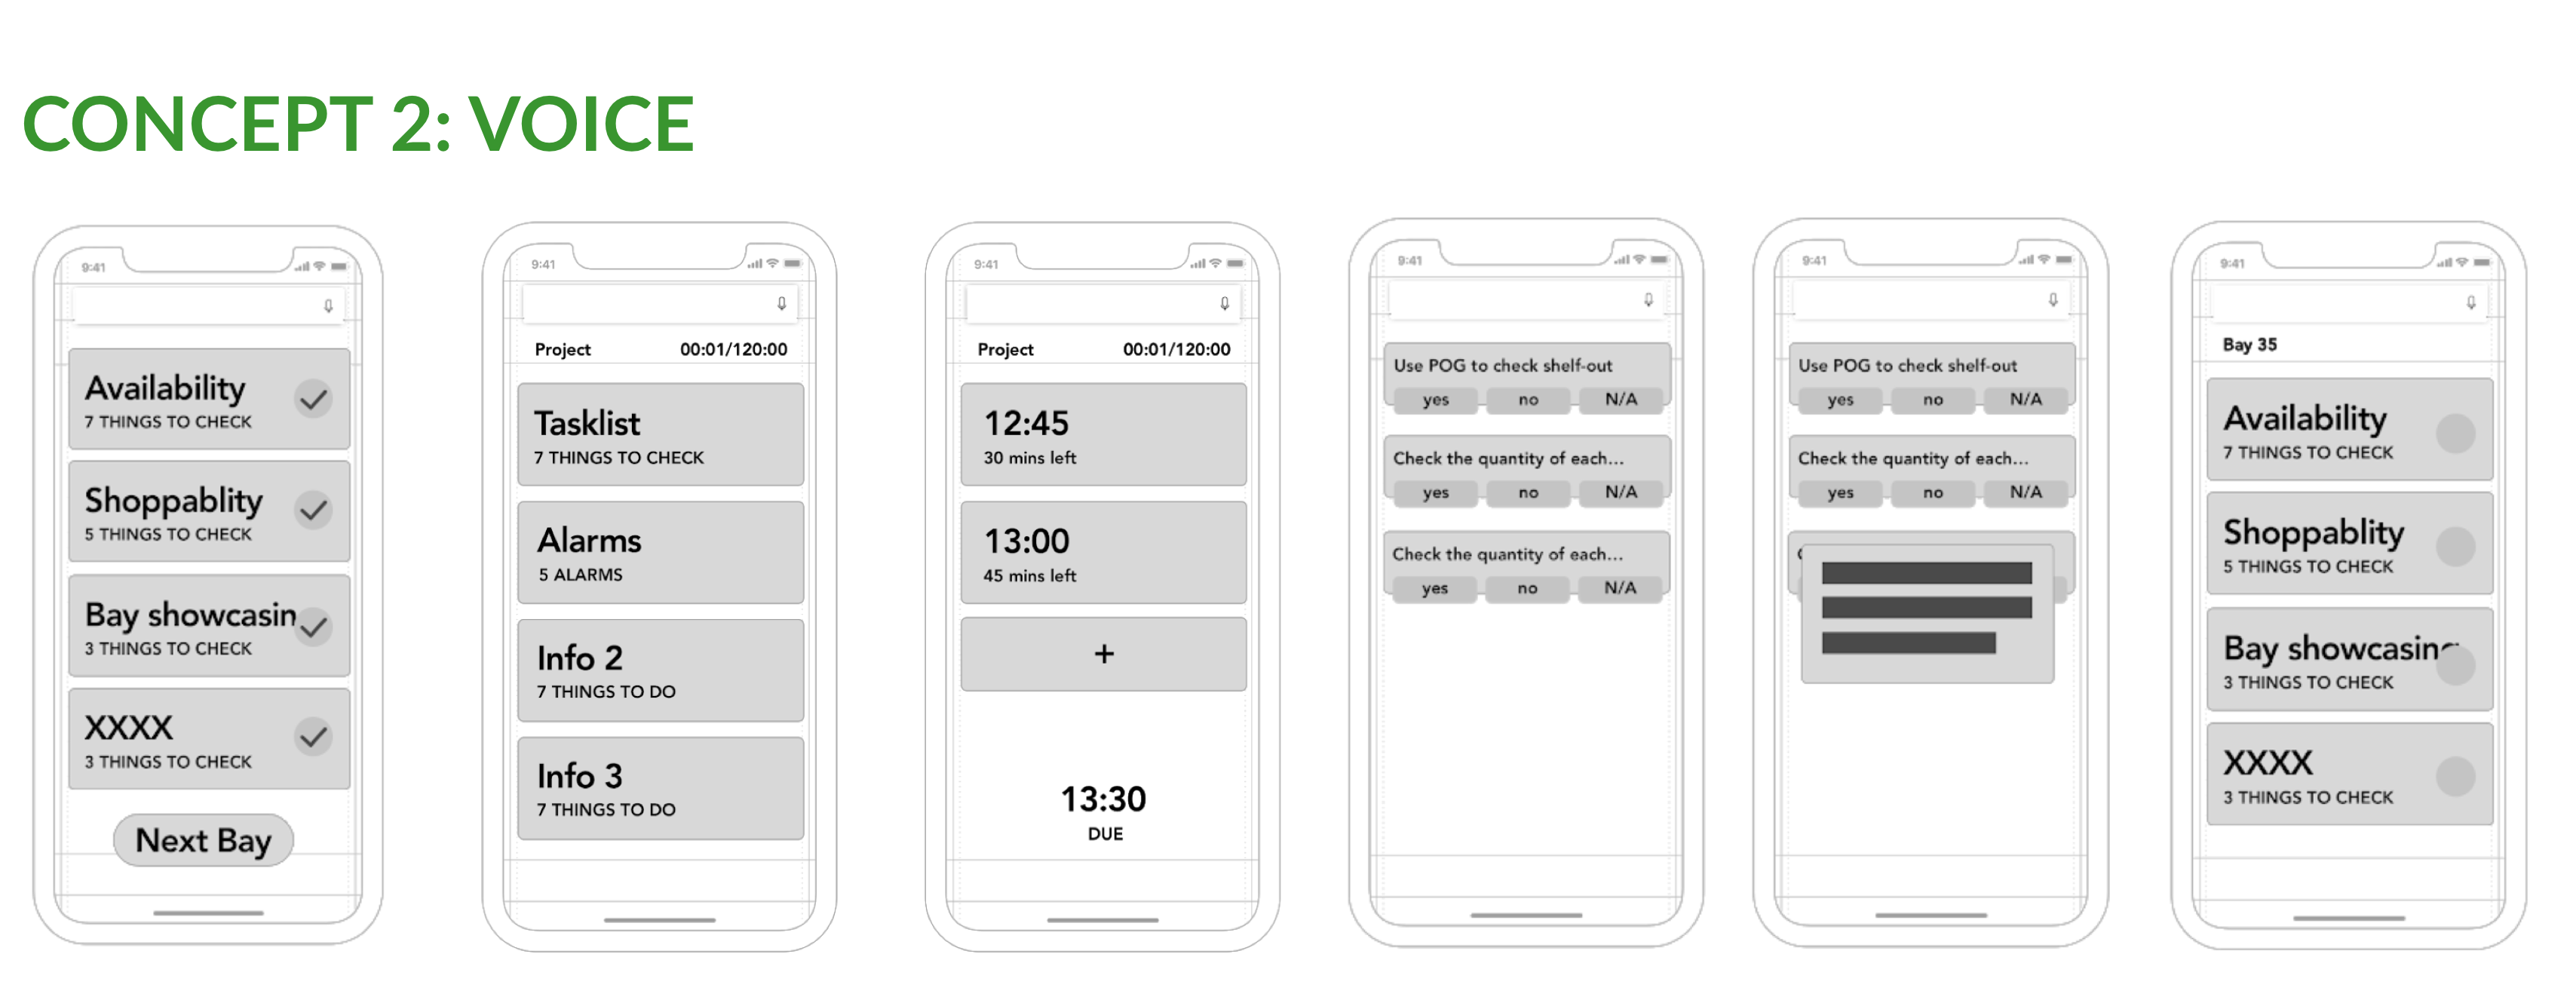 CONCEPT 2: VOICE
9:41
Availability
7 THINGS TO CHECK
Shoppablity
5 THINGS TO CHECK
Bay showcasin
3 THINGS TO CHECK
XXXX
3 THINGS TO CHECK
Next Bay
9:41
Project 00:01/120:00
Tasklist
7 THINGS TO CHECK
Alarms
5 ALARMS
Info 2
7 THINGS TO DO
Info 3
7 THINGS TO DO
9:41
Project 00:01/120:00
12:45
30 mins left
13:00
45 mins left
+
13:30
DUE
9:41
Use POG to check shelf-out
yes no N/A
Check the quantity of each...
yes no N/A
Check the quantity of each...
yes no N/A
9:41
Use POG to check shelf-out
yes no N/A
Check the quantity of each...
yes no N/A
9:41
Bay 35
Availability
7 THINGS TO CHECK
Shoppablity
5 THINGS TO CHECK
Bay showcasing
3 THINGS TO CHECK
XXXX
3 THINGS TO CHECK